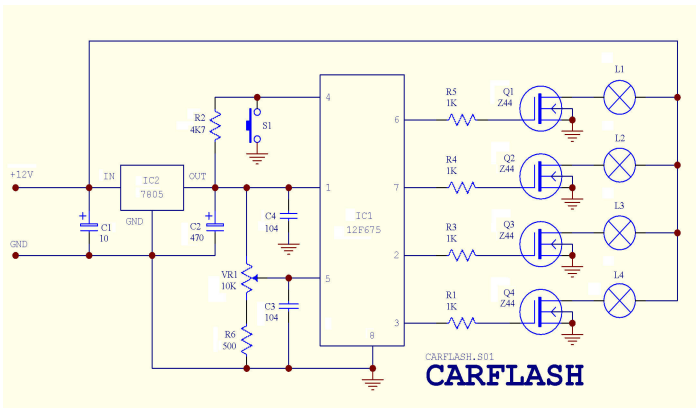 L1
R5
1K
Q1
Z44
4
6
R2
4K7
S1
L2
R4
1K
Q2
Z44
+12V
IN
IC2
7805
OUT
1
7
GND
IC1
12F675
L3
R3
1K
Q3
Z44
C1
10
C2
470
C4
104
GND
2
VR1
10K
5
L4
R1
1K
Q4
Z44
C3
104
R6
500
3
8
CARFLASH.S01
CARFLASH